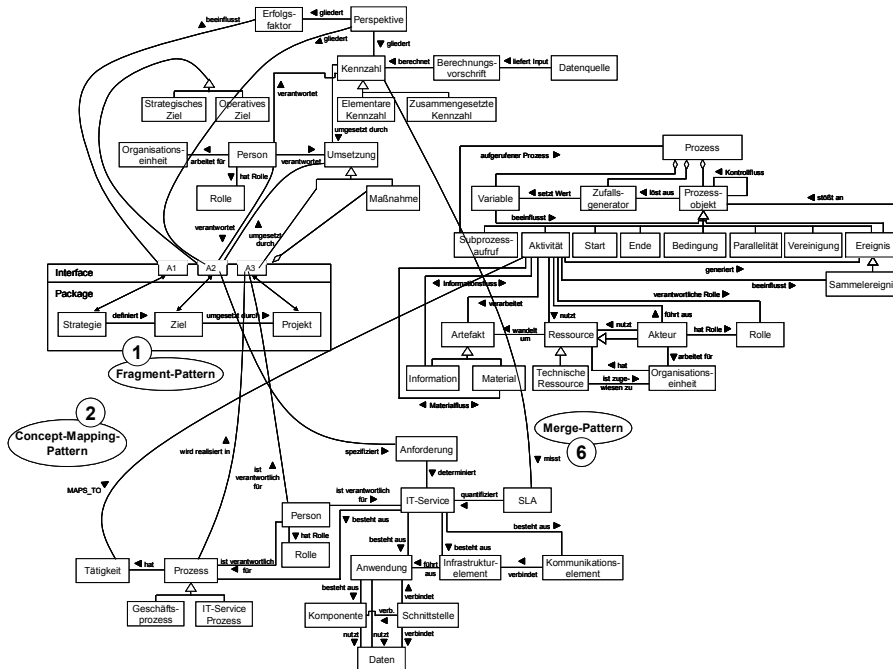 Erfolgs-
faktor
gliedert
Perspektive
beeinflusst
gliedert
gliedert
Kennzahl
berechnet
Berechnungs-
vorschrift
liefert Input
Datenquelle
verantwortet
Strategisches
Ziel
Operatives
Ziel
Elementare
Kennzahl
Zusammengesetzte
Kennzahl
umgesetzt durch
Organisations-
einheit
arbeitet für
Person
verantwortet
Umsetzung
hat Rolle
Rolle
Maßnahme
verantwortet
umgesetzt
durch
Prozess
aufgerufener Prozess
Kontrollfluss
Variable
setzt Wert
Zufalls-
generator
löst aus
Prozess-
objekt
stößt an
beeinflusst
Subprozess-
aufruf
Aktivität
Start
Ende
Bedingung
Parallelität
Vereinigung
Ereignis
generiert
beeinflusst
Sammelereignis
Interface
A1
A2
A3
Package
Strategie
definiert
Ziel
umgesetzt durch
Projekt
1
Fragment-Pattern
Informationsfluss
verarbeitet
verantwortliche Rolle
nutzt
führt aus
Artefakt
wandelt
um
Ressource
nutzt
Akteur
hat Rolle
Rolle
hat
arbeitet für
Information
Material
Technische
Ressource
ist zuge-
wiesen zu
Organisations-
einheit
Materialfluss
2
Concept-Mapping-
Pattern
Merge-Pattern
6
wird realisiert in
spezifiziert
Anforderung
misst
ist
verantwortlich
für
determiniert
MAPS_TO
ist verantwortlich
für
IT-Service
quantifiziert
SLA
Person
besteht aus
besteht aus
hat Rolle
Rolle
besteht aus
besteht aus
Tätigkeit
hat
Prozess
ist verantwortlich
für
Anwendung
führt
aus
Infrastruktur-
element
verbindet
Kommunikations-
element
besteht aus
verbindet
Geschäfts-
prozess
IT-Service
Prozess
Komponente
verb.
Schnittstelle
nutzt
nutzt
verbindet
Daten